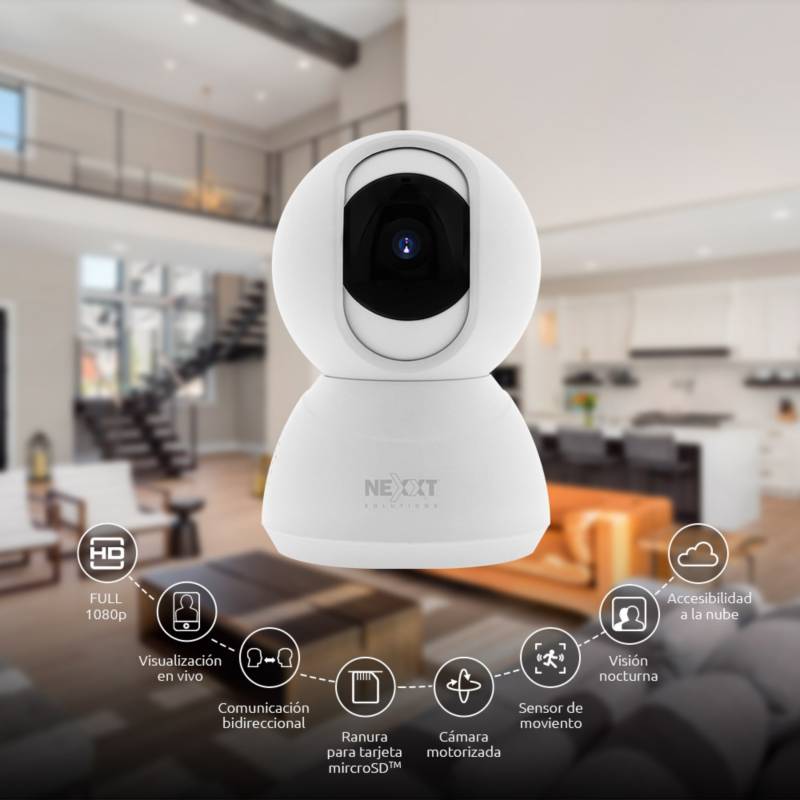 NEXXT
SOLUTIONS
HD
FULL
1080p
Visualización
en vivo
Comunicación
bidireccional
Ranura
para tarjeta
mircroSD™
Cámara
motorizada
Sensor de
moviento
Visión
nocturna
Accesibilidad
a la nube